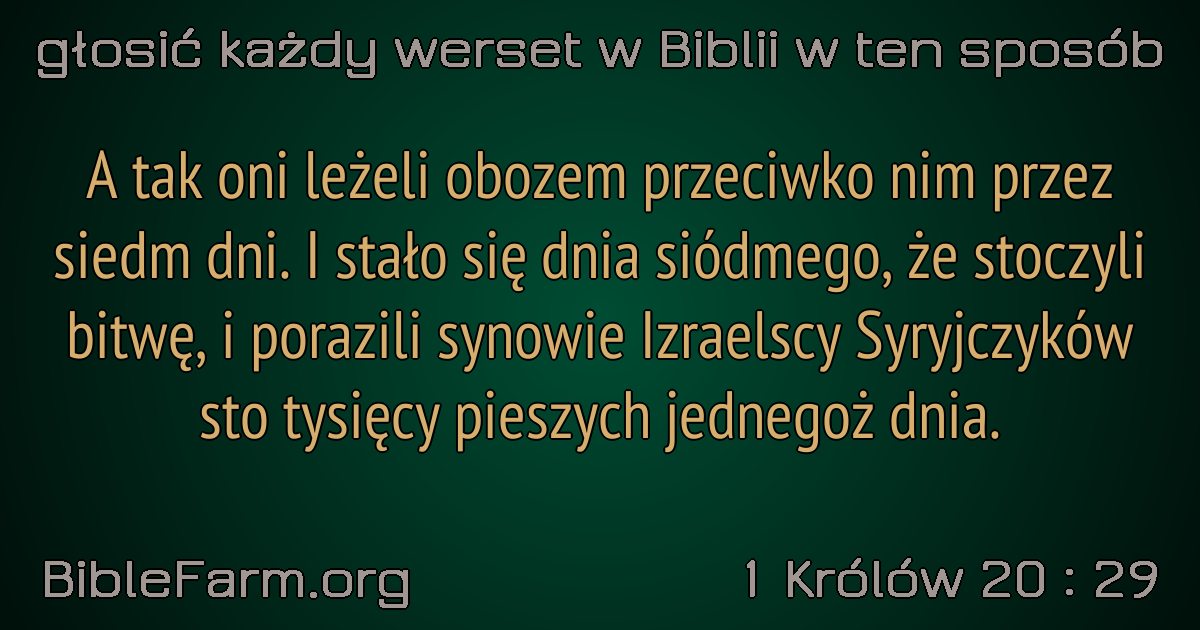 głosić każdy werset w Biblii w ten sposób
A tak oni leżeli obozem przeciwko nim przez
siedm dni. I stało się dnia siódmego, że stoczyli
bitwę, i porazili synowie Izraelscy Syryjczyków
sto tysięcy pieszych jednegoż dnia.
BibleFarm.org
1 Królów 20 : 29